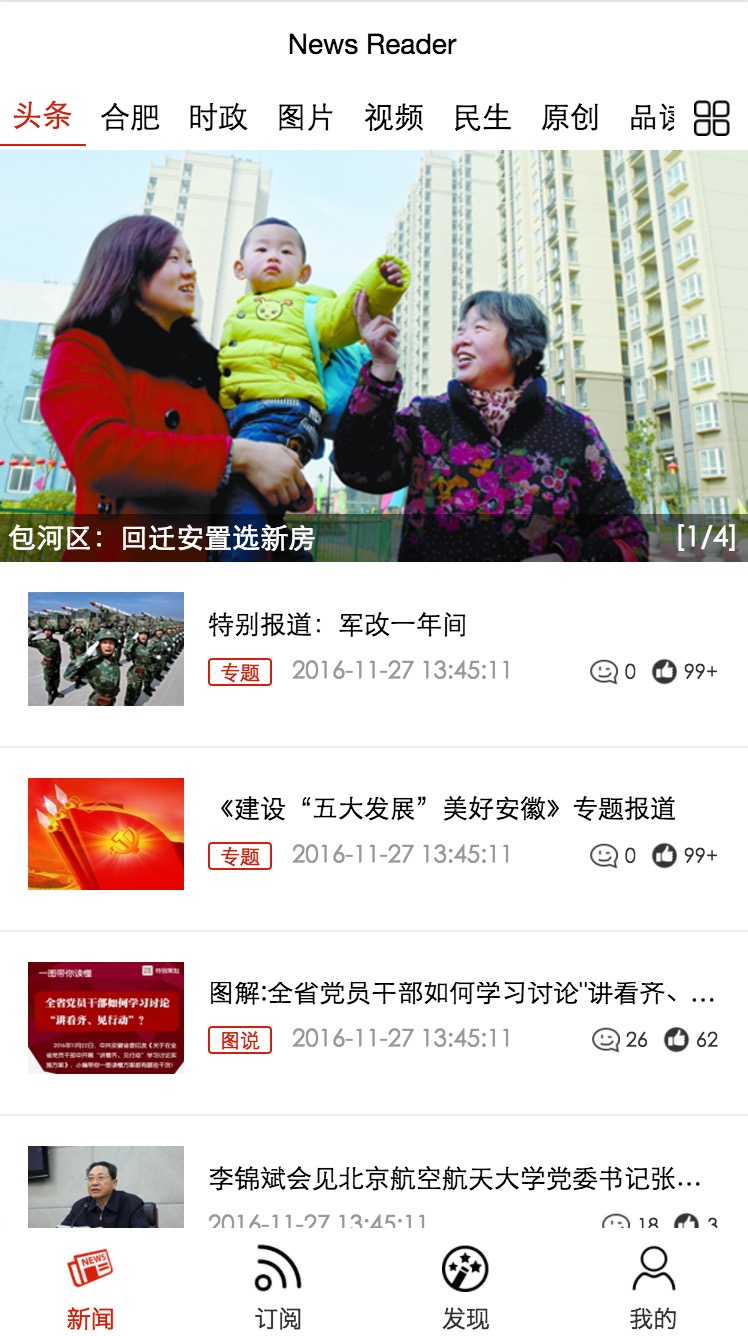 News Reader
头条 合肥 时政 图片 视频 民生 原创 品读
包河区：回迁安置选新房 [1/4]
特别报道：军改一年间
专题 2016-11-27 13:45:11 0 99+
《建设“五大发展”美好安徽》专题报道
专题 2016-11-27 13:45:11 0 99+
一图带你读懂 特别策划
全省党员干部如何学习讨论
“讲看齐、见行动”？
图解:全省党员干部如何学习讨论"讲看齐、...
图说 2016-11-27 13:45:11 26 62
李锦斌会见北京航空航天大学党委书记张...
2016-11-27 13:45:11 18 3
NEWS
新闻 订阅 发现 我的